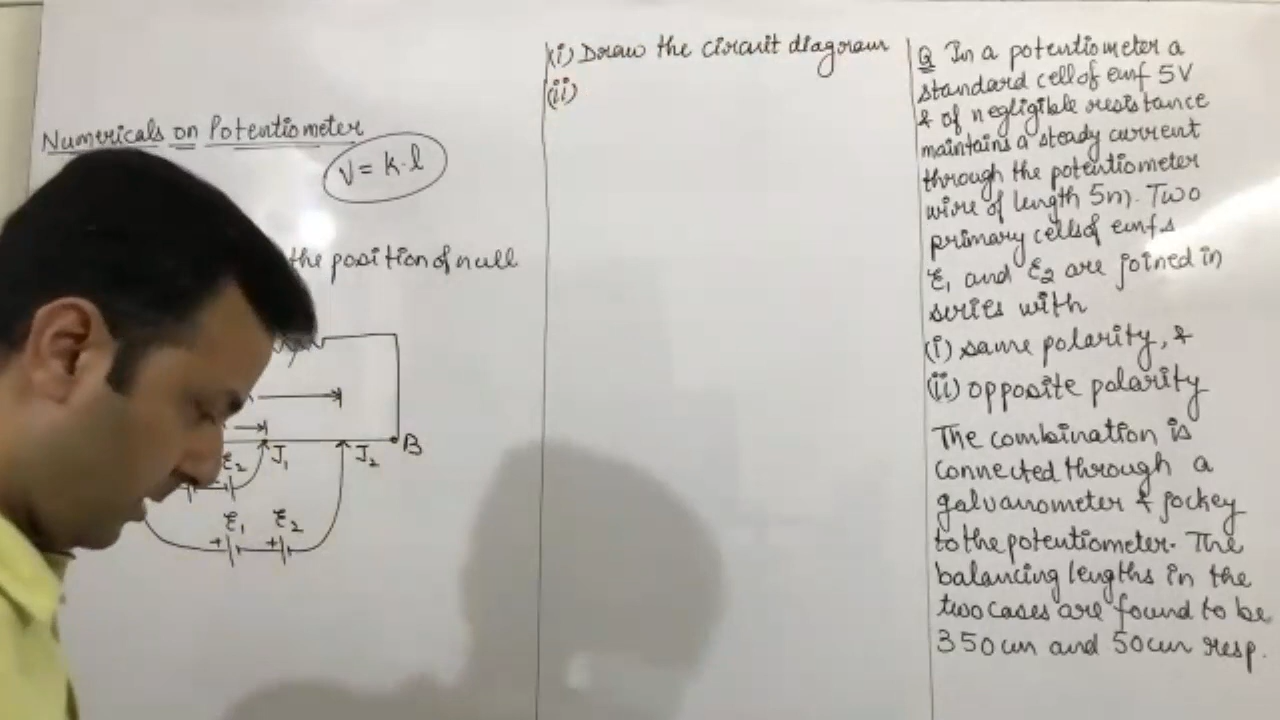 Numericals on Potentiometer
V = k.l
the position of null
B
E2 J1 J2
E1 E2
+ +
(i) Draw the circuit diagram
(ii)
Q In a potentiometer a
standard cell of emf 5V
& of negligible resistance
maintains a steady current
through the potentiometer
wire of length 5m. Two
primary cells of emfs
E1 and E2 are joined in
series with
(i) same polarity, &
(ii) opposite polarity
The combination is
connected through a
galvanometer & jockey
to the potentiometer. The
balancing lengths in the
two cases are found to be
350cm and 50cm resp.